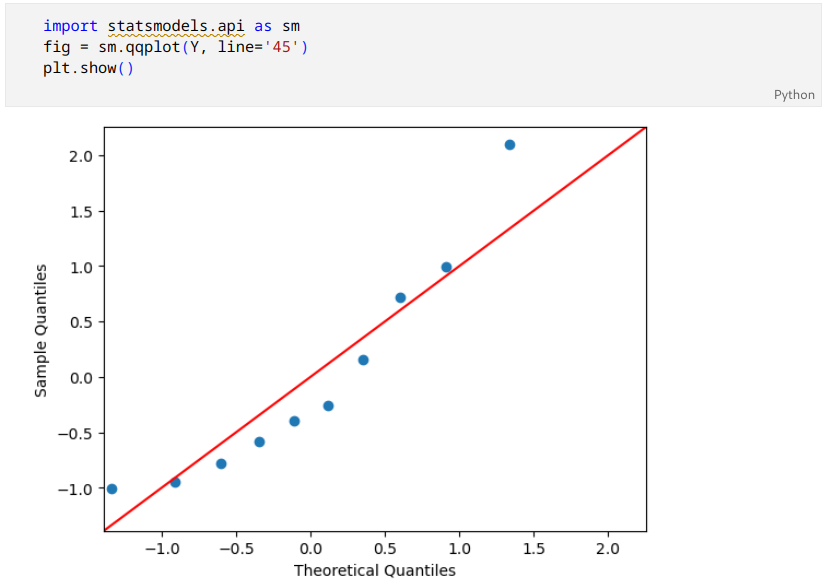 import statsmodels.api as sm
fig = sm.qqplot(Y, line='45')
plt.show()
Python
2.0
1.5
1.0
0.5
0.0
−0.5
−1.0
Sample Quantiles
−1.0 −0.5 0.0 0.5 1.0 1.5 2.0
Theoretical Quantiles